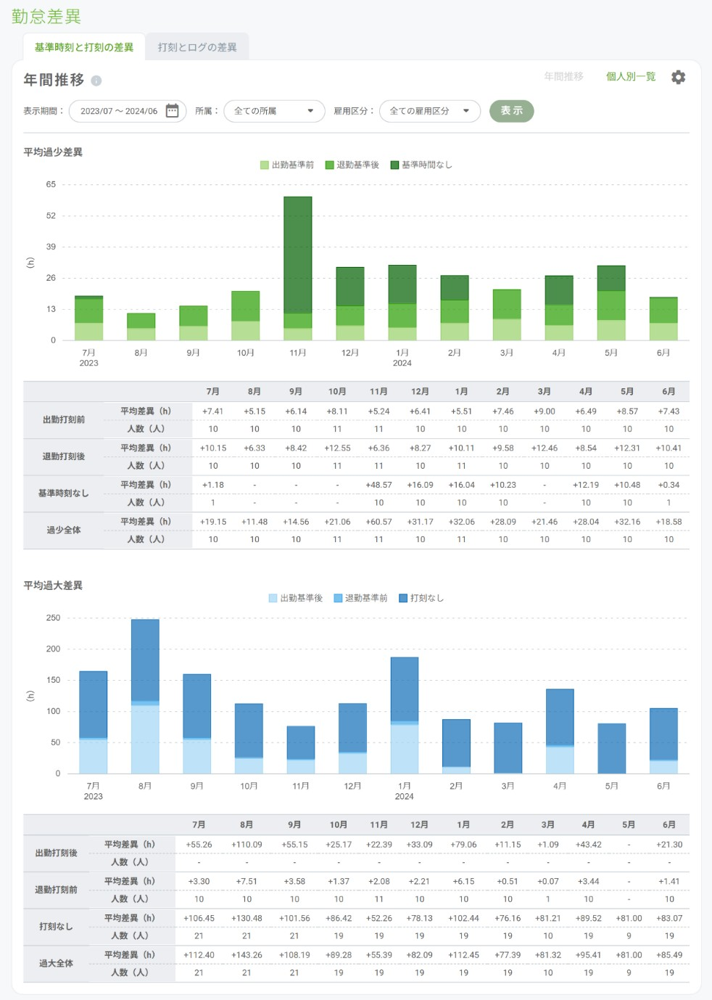 勤怠差異
基準時刻と打刻の差異 打刻とログの差異
年間推移 年間推移 個人別一覧
表示期間： 2023/07 ～ 2024/06 所属： 全ての所属 雇用区分： 全ての雇用区分 表示
平均過少差異
出勤基準前 退勤基準後 基準時間なし
65
52
39
26
13
0
(h)
7月 8月 9月 10月 11月 12月 1月 2月 3月 4月 5月 6月
2023 2024
7月 8月 9月 10月 11月 12月 1月 2月 3月 4月 5月 6月
出勤打刻前
平均差異（h） +7.41 +5.15 +6.14 +8.11 +5.24 +6.41 +5.51 +7.46 +9.00 +6.49 +8.57 +7.43
人数（人） 10 10 10 11 11 10 10 10 10 10 10 10
退勤打刻後
平均差異（h） +10.15 +6.33 +8.42 +12.55 +6.36 +8.27 +10.11 +9.58 +12.46 +8.54 +12.31 +10.41
人数（人） 10 10 10 11 11 10 11 10 10 10 10 10
基準時刻なし
平均差異（h） +1.18 - - - +48.57 +16.09 +16.04 +10.23 - +12.19 +10.48 +0.34
人数（人） 1 - - - 10 10 10 10 - 10 10 1
過少全体
平均差異（h） +19.15 +11.48 +14.56 +21.06 +60.57 +31.17 +32.06 +28.09 +21.46 +28.04 +32.16 +18.58
人数（人） 10 10 10 11 11 10 11 10 10 10 10 10
平均過大差異
出勤基準後 退勤基準前 打刻なし
250
200
150
100
50
0
(h)
7月 8月 9月 10月 11月 12月 1月 2月 3月 4月 5月 6月
2023 2024
7月 8月 9月 10月 11月 12月 1月 2月 3月 4月 5月 6月
出勤打刻後
平均差異（h） +55.26 +110.09 +55.15 +25.17 +22.39 +33.09 +79.06 +11.15 +1.09 +43.42 - +21.30
人数（人） - - - - - - - - - - - -
退勤打刻前
平均差異（h） +3.30 +7.51 +3.58 +1.37 +2.08 +2.21 +6.15 +0.51 +0.07 +3.44 - +1.41
人数（人） 10 10 10 10 11 10 10 10 1 10 - 10
打刻なし
平均差異（h） +106.45 +130.48 +101.56 +86.42 +52.26 +78.13 +102.44 +76.16 +81.21 +89.52 +81.00 +83.07
人数（人） 21 21 21 19 19 19 19 19 10 19 9 19
過大全体
平均差異（h） +112.40 +143.26 +108.19 +89.28 +55.39 +82.09 +112.45 +77.39 +81.32 +95.41 +81.00 +85.49
人数（人） 21 21 21 19 19 19 19 19 10 19 9 19